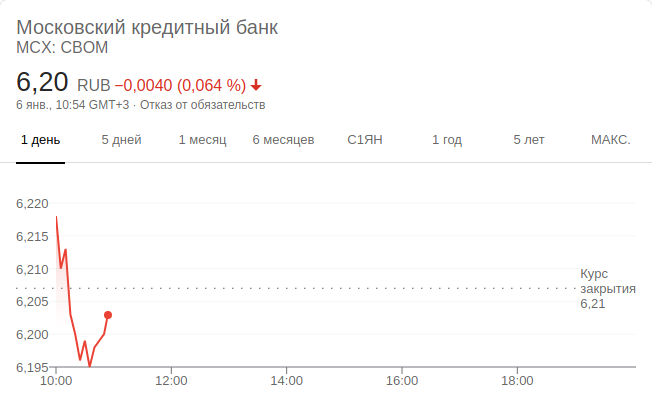 Московский кредитный банк
MCX: CBOM
6,20 RUB −0,0040 (0,064 %)
6 янв., 10:54 GMT+3 · Отказ от обязательств
1 день 5 дней 1 месяц 6 месяцев С1ЯН 1 год 5 лет МАКС.
6,220
6,215
6,210
6,205
6,200
6,195
Курс
закрытия
6,21
10:00 12:00 14:00 16:00 18:00